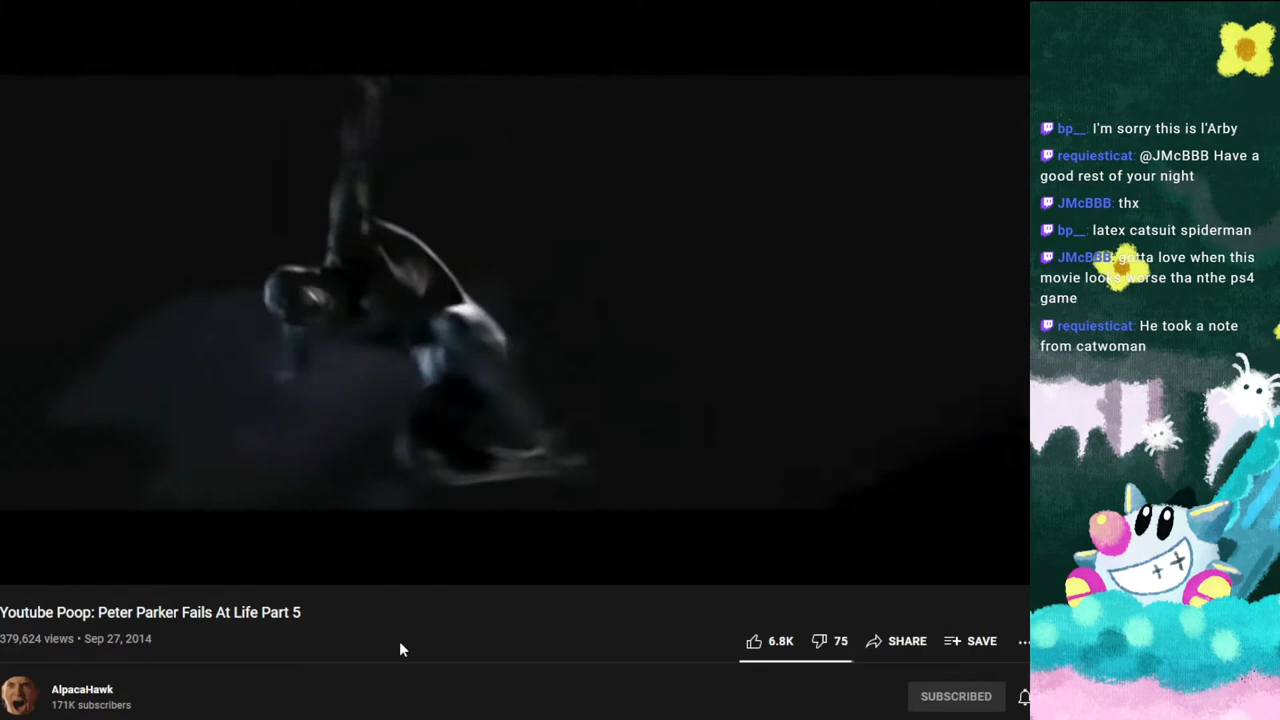 bp__: I'm sorry this is l'Arby
requiesticat: @JMcBBB Have a
good rest of your night
JMcBBB: thx
bp__: latex catsuit spiderman
JMcBBB: gotta love when this
movie looks worse tha nthe ps4
game
requiesticat: He took a note
from catwoman
Youtube Poop: Peter Parker Fails At Life Part 5
379,624 views • Sep 27, 2014
6.8K 75 SHARE SAVE ...
AlpacaHawk
171K subscribers
SUBSCRIBED